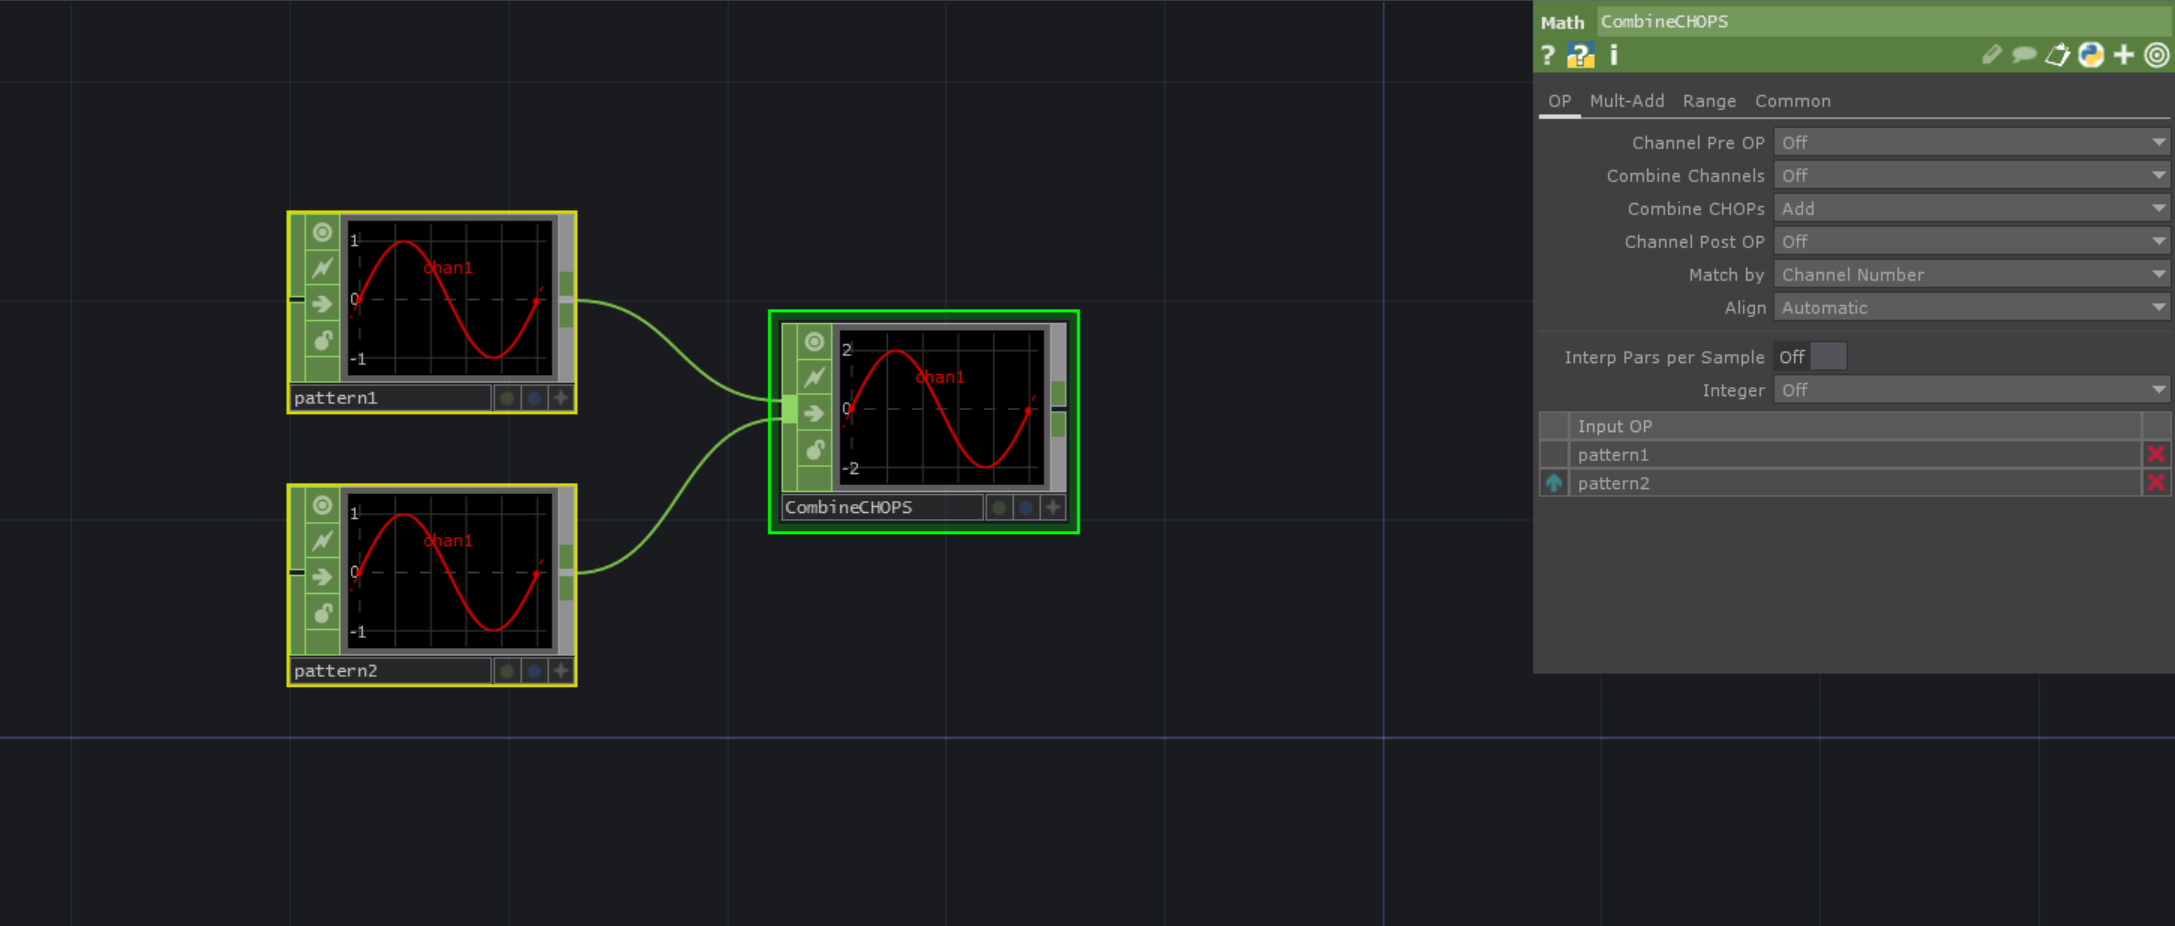 Math CombineCHOPS
? ? i
OP Mult-Add Range Common
Channel Pre OP Off
Combine Channels Off
Combine CHOPs Add
Channel Post OP Off
Match by Channel Number
Align Automatic
Interp Pars per Sample Off
Integer Off
Input OP
pattern1
pattern2
1
chan1
0
-1
pattern1
2
chan1
0
-2
CombineCHOPS
1
chan1
0
-1
pattern2